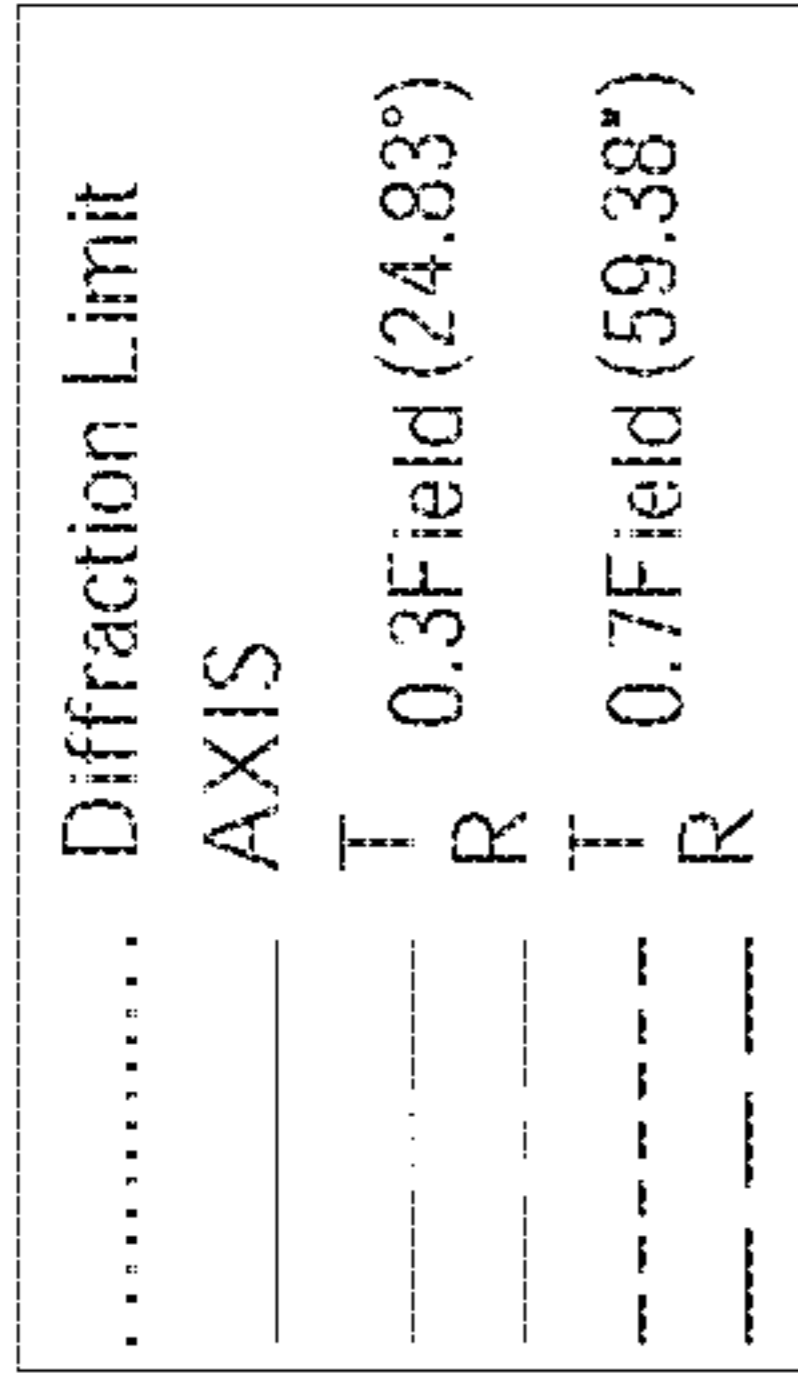 Diffraction Limit
AXIS
T 0.3Field (24.83°)
R
T 0.7Field (59.38°)
R